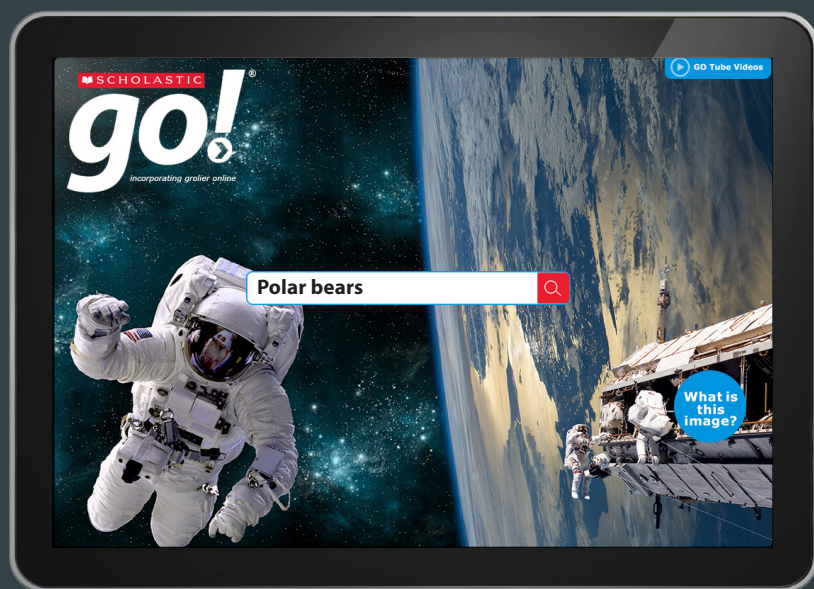 SCHOLASTIC
go!®
incorporating grolier online
GO Tube Videos
Polar bears
What is
this
image?